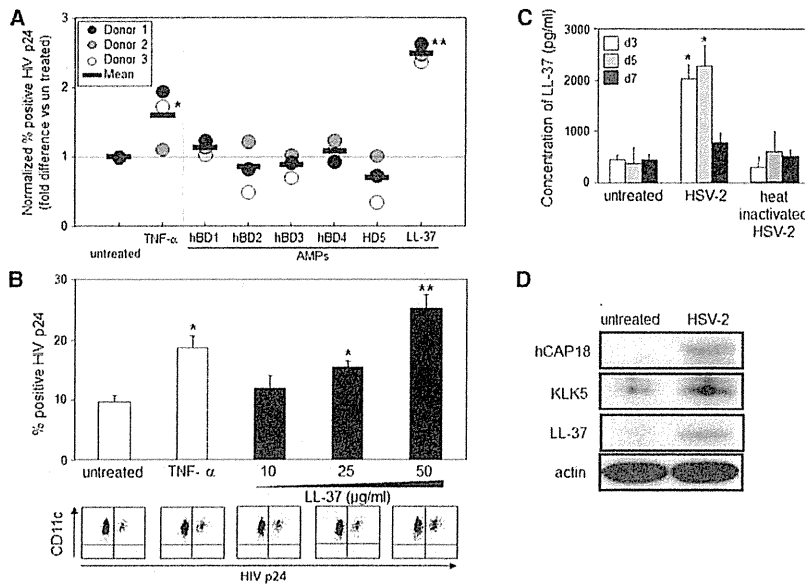 A
Normalized % positive HIV p24
(fold difference vs un treated)
3
2
1
0
Donor 1
Donor 2
Donor 3
Mean
*
**
untreated
TNF-α
hBD1
hBD2
hBD3
hBD4
HD5
LL-37
AMPs
B
% positive HIV p24
30
20
10
0
*
*
**
untreated
TNF- α
10
25
50
LL-37 (μg/ml)
CD11c
HIV p24
C
Concentration of LL-37 (pg/ml)
3000
2000
1000
0
d3
d5
d7
*
*
untreated
HSV-2
heat
inactivated
HSV-2
D
untreated
HSV-2
hCAP18
KLK5
LL-37
actin